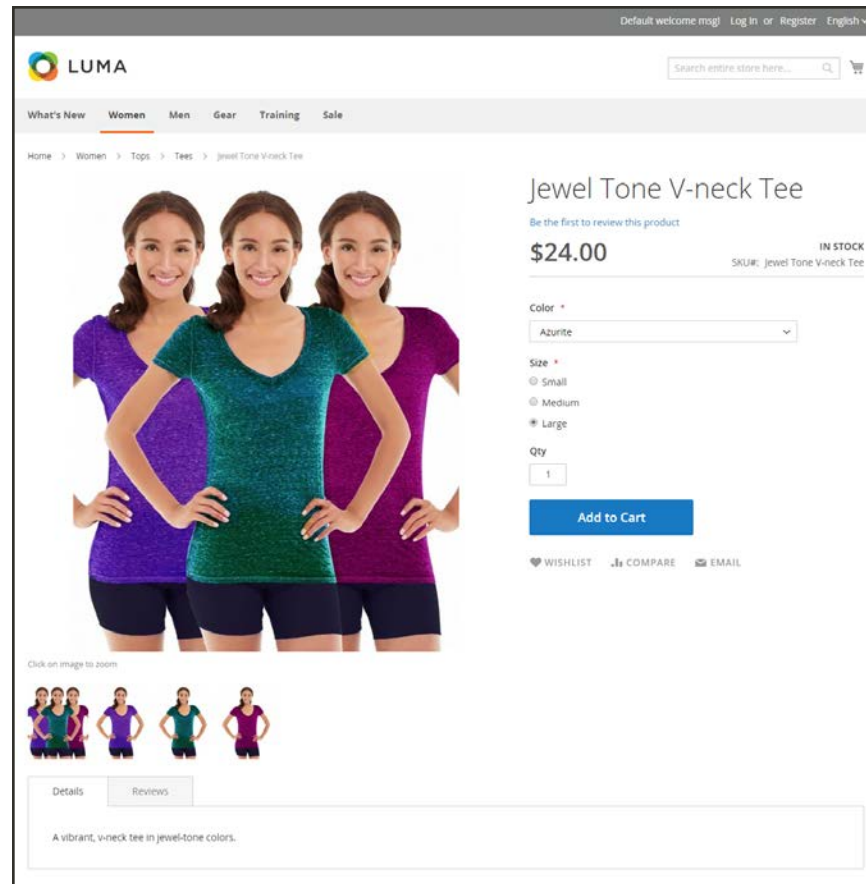 Default welcome msg! Log In or Register English
LUMA
Search entire store here...
What's New Women Men Gear Training Sale
Home > Women > Tops > Tees > Jewel Tone V-neck Tee
Jewel Tone V-neck Tee
Be the first to review this product
$24.00
IN STOCK
SKU#: Jewel Tone V-neck Tee
Color *
Azurite
Size *
Small
Medium
Large
Qty
1
Add to Cart
WISHLIST COMPARE EMAIL
Click on image to zoom
Details Reviews
A vibrant, v-neck tee in jewel-tone colors.